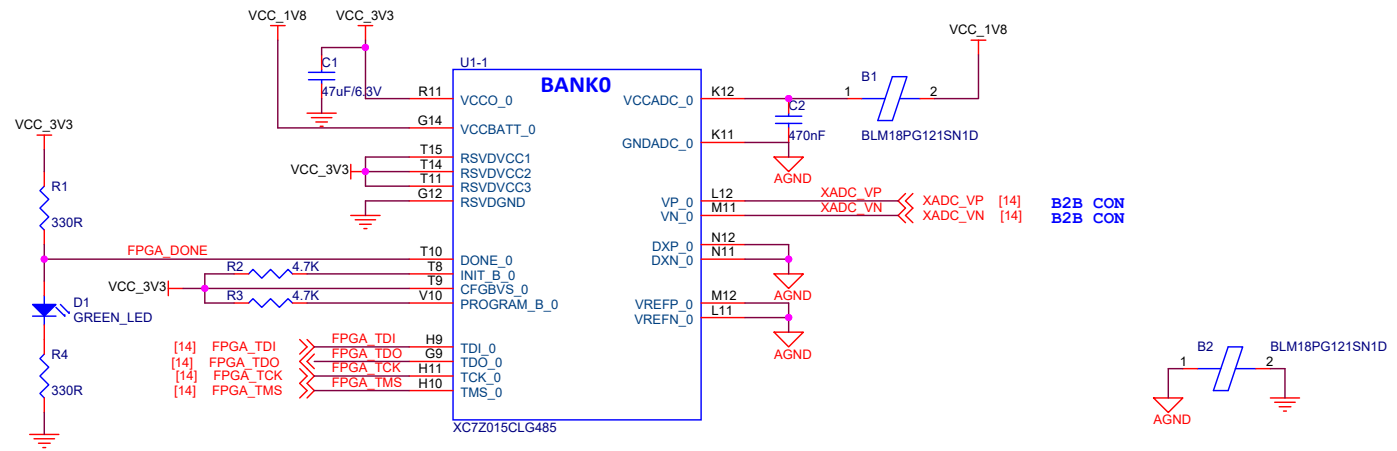 VCC_1V8 VCC_3V3
VCC_1V8
C1
47uF/6.3V
U1-1
BANK0
R11 VCCO_0
G14 VCCBATT_0
VCC_3V3
T15 RSVDVCC1
T14 RSVDVCC2
T11 RSVDVCC3
G12 RSVDGND
VCC_3V3
R1
330R
FPGA_DONE
T10 DONE_0
R2 4.7K T8 INIT_B_0
VCC_3V3 T9 CFGBVS_0
R3 4.7K V10 PROGRAM_B_0
D1
GREEN_LED
R4
330R
[14] FPGA_TDI FPGA_TDI H9 TDI_0
[14] FPGA_TDO FPGA_TDO G9 TDO_0
[14] FPGA_TCK FPGA_TCK H11 TCK_0
[14] FPGA_TMS FPGA_TMS H10 TMS_0
XC7Z015CLG485
VCCADC_0 K12
GNDADC_0 K11
C2
470nF
AGND
B1
1 2
BLM18PG121SN1D
VP_0 L12 XADC_VP XADC_VP [14] B2B CON
VN_0 M11 XADC_VN XADC_VN [14] B2B CON
DXP_0 N12
DXN_0 N11
AGND
VREFP_0 M12
VREFN_0 L11
AGND
B2 BLM18PG121SN1D
1 2
AGND